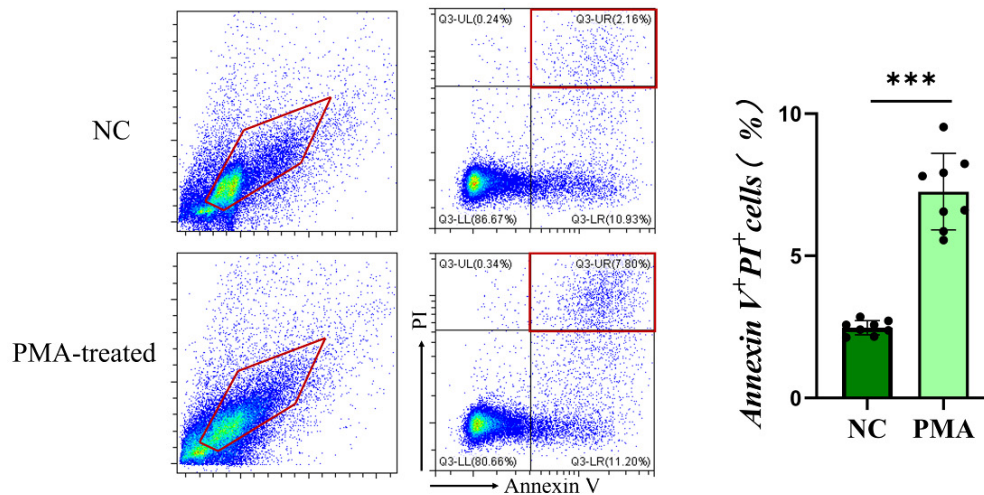 NC
Q3-UL(0.24%)
Q3-UR(2.16%)
Q3-LL(86.67%)
Q3-LR(10.93%)
PMA-treated
Q3-UL(0.34%)
Q3-UR(7.80%)
Q3-LL(80.66%)
Q3-LR(11.20%)
PI
Annexin V
***
Annexin V+PI+cells( %)
10
5
0
NC
PMA